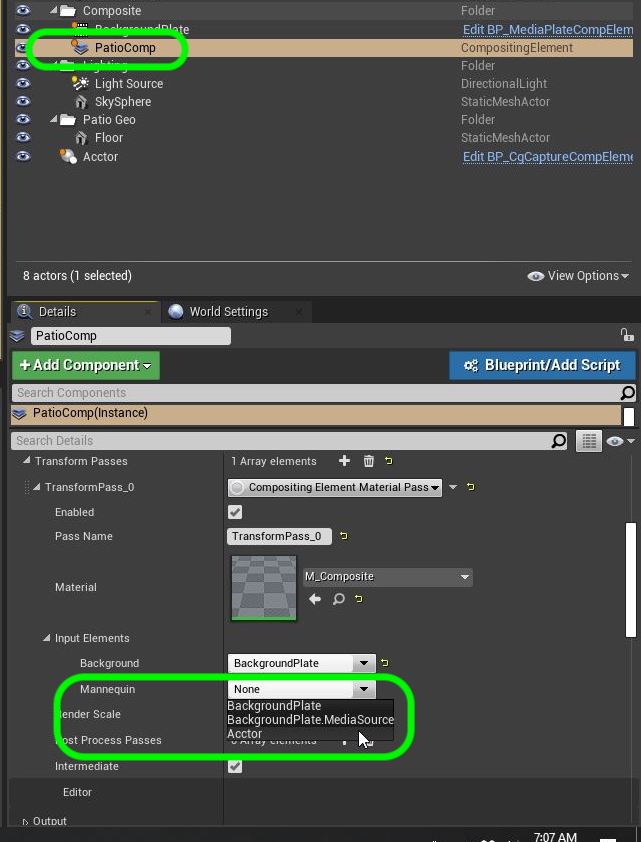 Composite Folder
BackgroundPlate Edit BP_MediaPlateCompElem
PatioComp CompositingElement
Lighting Folder
Light Source DirectionalLight
SkySphere StaticMeshActor
Patio Geo Folder
Floor StaticMeshActor
Acctor Edit BP_CgCaptureCompEleme
8 actors (1 selected) View Options
Details World Settings
PatioComp
+Add Component Blueprint/Add Script
Search Components
PatioComp(Instance)
Search Details
Transform Passes 1 Array elements
TransformPass_0 Compositing Element Material Pass
Enabled
Pass Name TransformPass_0
Material M_Composite
Input Elements
Background BackgroundPlate
Mannequin None
BackgroundPlate
Render Scale BackgroundPlate.MediaSource
Acctor
Post Process Passes 0 Array elements
Intermediate
Editor
Output
7:07 AM